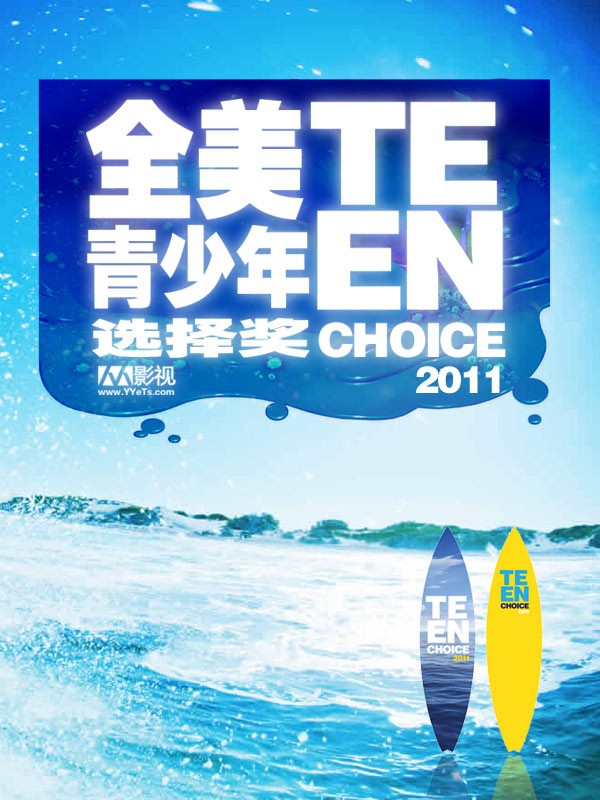 全美TE
青少年EN
选择奖CHOICE
影视 2011
www.YYeTs.com
TE
EN
CHOICE
2011
TE
EN
CHOICE